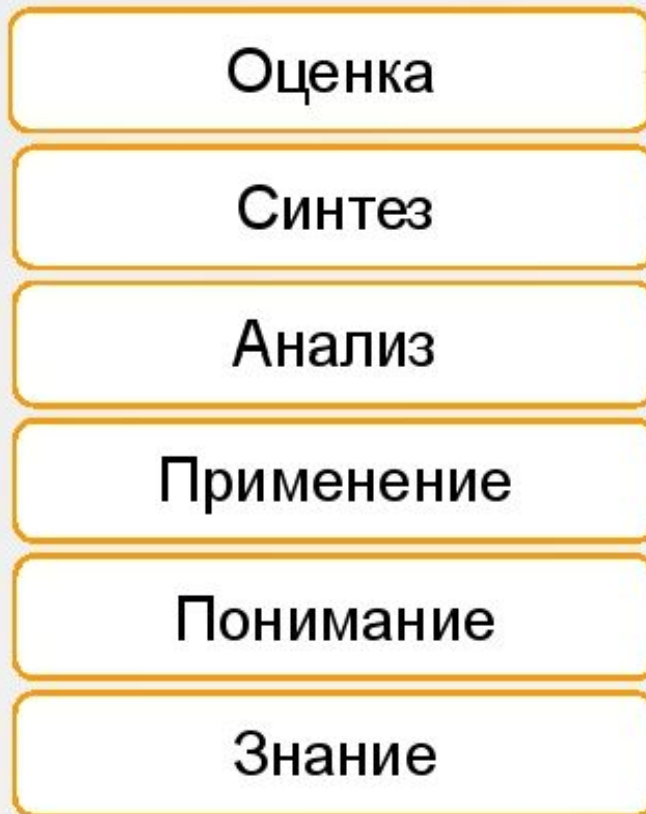 Оценка
Синтез
Анализ
Применение
Понимание
Знание